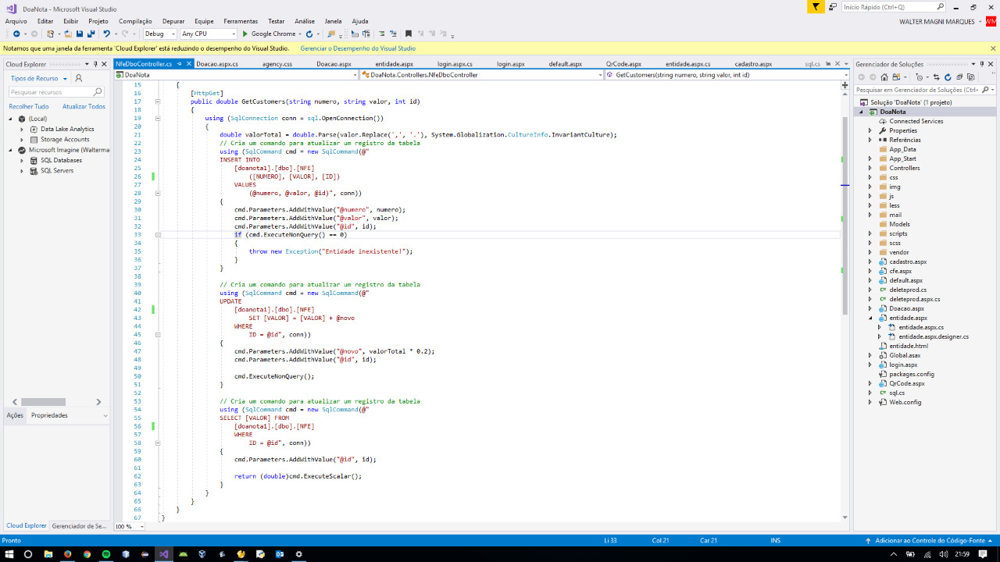 DoaNota - Microsoft Visual Studio
Início Rápido (Ctrl+Q)
Arquivo Editar Exibir Projeto Compilação Depurar Equipe Ferramentas Testar Análise Janela Ajuda
WALTER MAGNI MARQUES WM
Debug Any CPU Google Chrome
Notamos que uma janela da ferramenta 'Cloud Explorer' está reduzindo o desempenho do Visual Studio. Gerenciar o Desempenho do Visual Studio
Cloud Explorer
Tipos de Recurso
Pesquisar recursos
Recolher Tudo Atualizar Todos
(Local)
Data Lake Analytics
Storage Accounts
Microsoft Imagine (Walterma
SQL Databases
SQL Servers
Ações Propriedades
Cloud Explorer Gerenciador de Se...
NfeDboController.cs Doacao.aspx.cs agency.css Doacao.aspx entidade.aspx login.aspx.cs login.aspx default.aspx QrCode.aspx entidade.aspx.cs cadastro.aspx sql.cs
DoaNota DoaNota.Controllers.NfeDboController GetCustomers(string numero, string valor, int id)
15 {
16 [HttpGet]
17 public double GetCustomers(string numero, string valor, int id)
18 {
19 using (SqlConnection conn = sql.OpenConnection())
20 {
21 double valorTotal = double.Parse(valor.Replace(',', '.'), System.Globalization.CultureInfo.InvariantCulture);
22 // Cria um comando para atualizar um registro da tabela
23 using (SqlCommand cmd = new SqlCommand(@"
24 INSERT INTO
25 [doanota1].[dbo].[NFE]
26 ([NUMERO], [VALOR], [ID])
27 VALUES
28 (@numero, @valor, @id)", conn))
29 {
30 cmd.Parameters.AddWithValue("@numero", numero);
31 cmd.Parameters.AddWithValue("@valor", valor);
32 cmd.Parameters.AddWithValue("@id", id);
33 if (cmd.ExecuteNonQuery() == 0)
34 {
35 throw new Exception("Entidade inexistente!");
36 }
37 }
38
39 // Cria um comando para atualizar um registro da tabela
40 using (SqlCommand cmd = new SqlCommand(@"
41 UPDATE
42 [doanota1].[dbo].[NFE]
43 SET [VALOR] = [VALOR] + @novo
44 WHERE
45 ID = @id", conn))
46 {
47 cmd.Parameters.AddWithValue("@novo", valorTotal * 0.2);
48 cmd.Parameters.AddWithValue("@id", id);
49
50 cmd.ExecuteNonQuery();
51 }
52
53 // Cria um comando para atualizar um registro da tabela
54 using (SqlCommand cmd = new SqlCommand(@"
55 SELECT [VALOR] FROM
56 [doanota1].[dbo].[NFE]
57 WHERE
58 ID = @id", conn))
59 {
60 cmd.Parameters.AddWithValue("@id", id);
61
62 return (double)cmd.ExecuteScalar();
63 }
64 }
65 }
66 }
67 }
100 %
Gerenciador de Soluções
Pesquisar em Gerenciador de Soluções (Ctrl+
Solução 'DoaNota' (1 projeto)
DoaNota
Connected Services
Properties
Referências
App_Data
App_Start
Controllers
css
img
js
less
mail
Models
scripts
scss
vendor
cadastro.aspx
cfe.aspx
default.aspx
deletaprod.cs
deletaprod.aspx.cs
Doacao.aspx
entidade.aspx
entidade.aspx.cs
entidade.aspx.designer.cs
entidade.html
Global.asax
login.aspx
packages.config
QrCode.aspx
sql.cs
Web.config
Pronto Li 33 Col 21 Car 21 INS Adicionar ao Controle do Código-Fonte
21:59